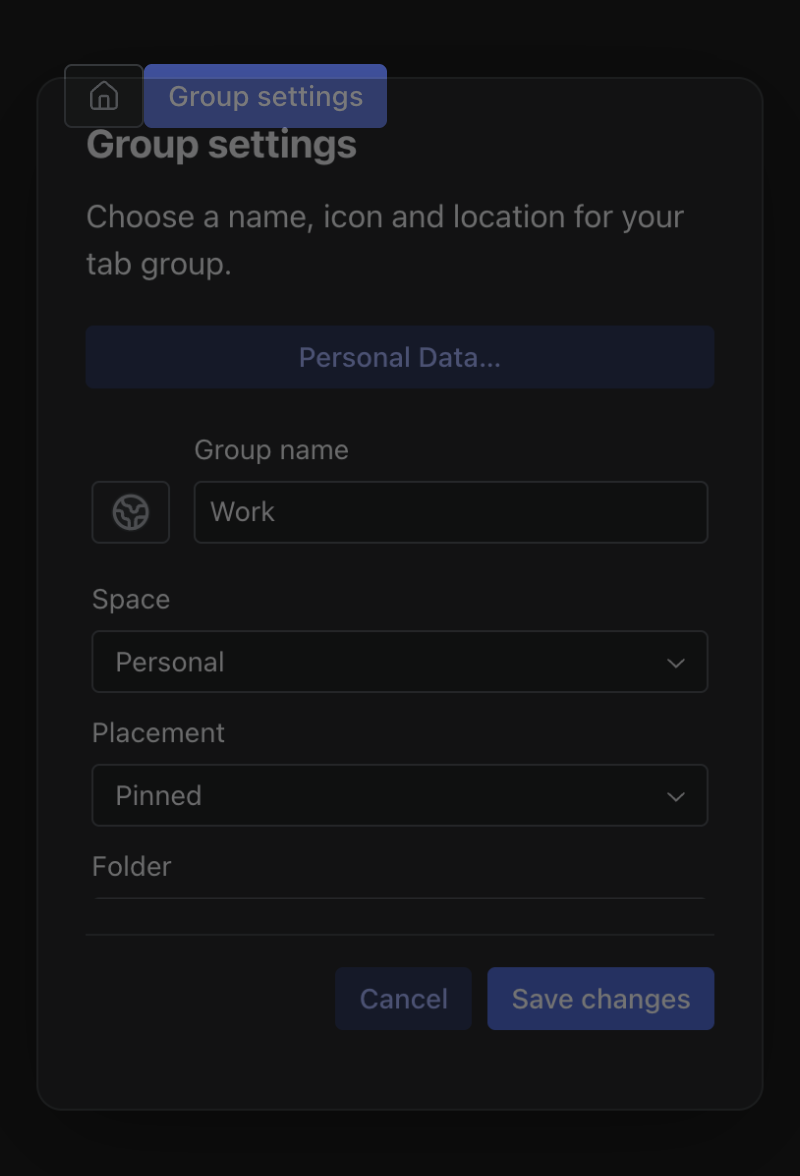 Group settings
Group settings
Choose a name, icon and location for your
tab group.
Personal Data...
Group name
Work
Space
Personal
Placement
Pinned
Folder
Cancel
Save changes